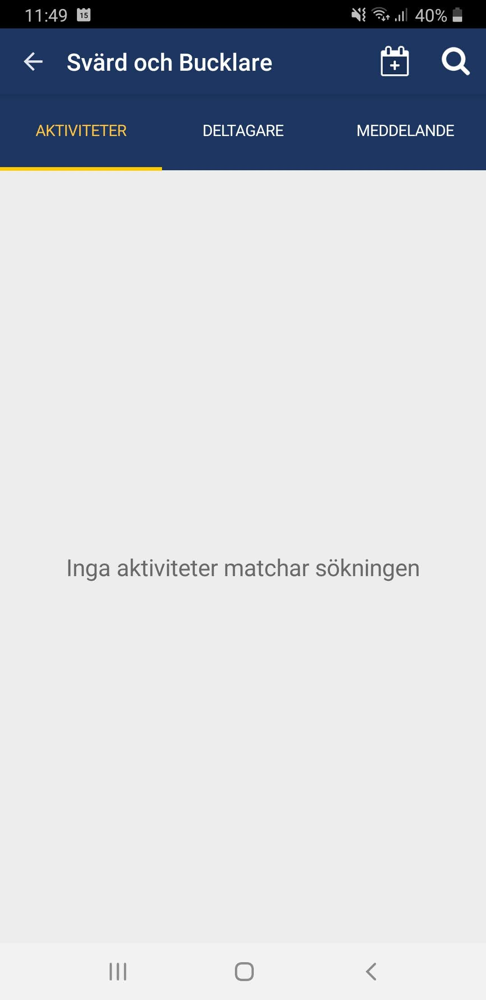 11:49 15 40%
Svärd och Bucklare
AKTIVITETER DELTAGARE MEDDELANDE
Inga aktiviteter matchar sökningen